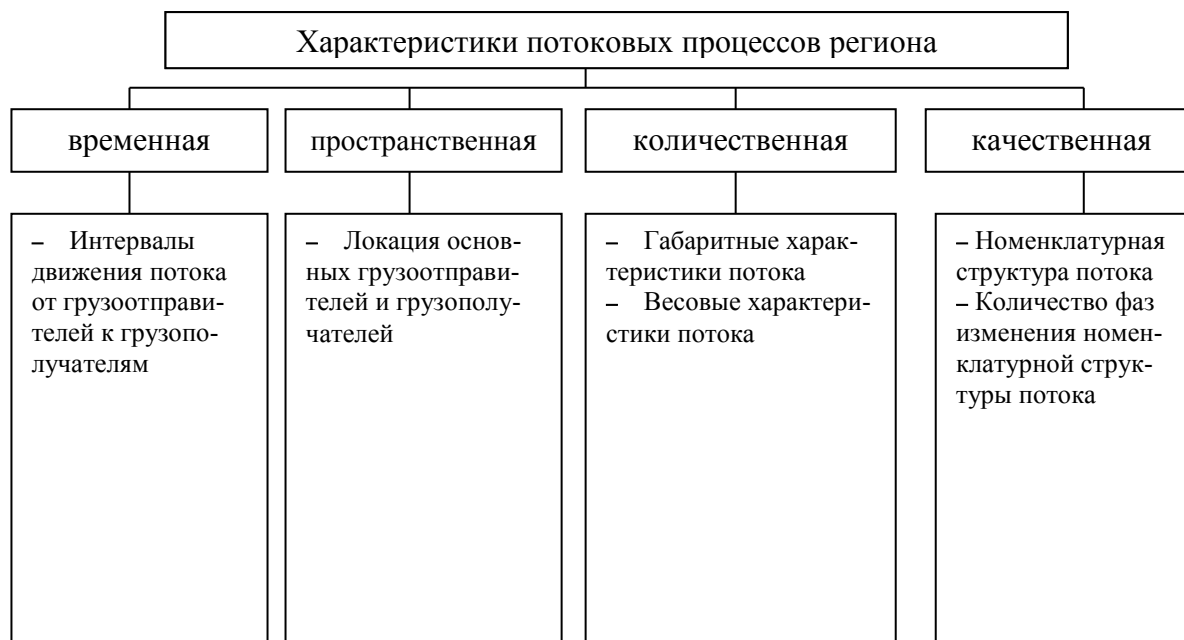 Характеристики потоковых процессов региона
временная
пространственная
количественная
качественная
– Интервалы
движения потока
от грузоотправи-
телей к грузопо-
лучателям
– Локация основ-
ных грузоотправи-
телей и грузополу-
чателей
– Габаритные харак-
теристики потока
– Весовые характери-
стики потока
– Номенклатурная
структура потока
– Количество фаз
изменения номен-
клатурной струк-
туры потока